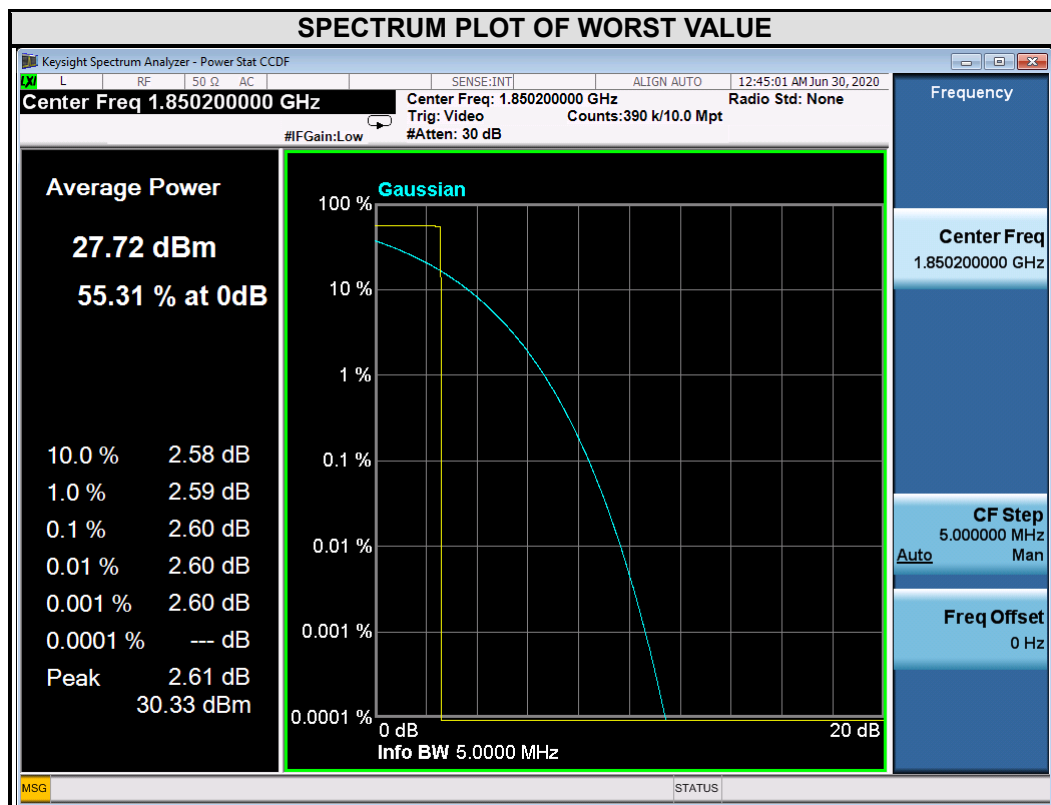 SPECTRUM PLOT OF WORST VALUE
Keysight Spectrum Analyzer - Power Stat CCDF
LXI L RF 50 Ω AC SENSE:INT ALIGN AUTO 12:45:01 AM Jun 30, 2020
Center Freq 1.850200000 GHz
#IFGain:Low
Center Freq: 1.850200000 GHz
Radio Std: None
Trig: Video
Counts:390 k/10.0 Mpt
#Atten: 30 dB
Average Power
27.72 dBm
55.31 % at 0dB
10.0 % 2.58 dB
1.0 % 2.59 dB
0.1 % 2.60 dB
0.01 % 2.60 dB
0.001 % 2.60 dB
0.0001 % --- dB
Peak 2.61 dB
30.33 dBm
Gaussian
100 %
10 %
1 %
0.1 %
0.01 %
0.001 %
0.0001 %
0 dB
20 dB
Info BW 5.0000 MHz
Frequency
Center Freq
1.850200000 GHz
CF Step
5.000000 MHz
Auto Man
Freq Offset
0 Hz
MSG
STATUS